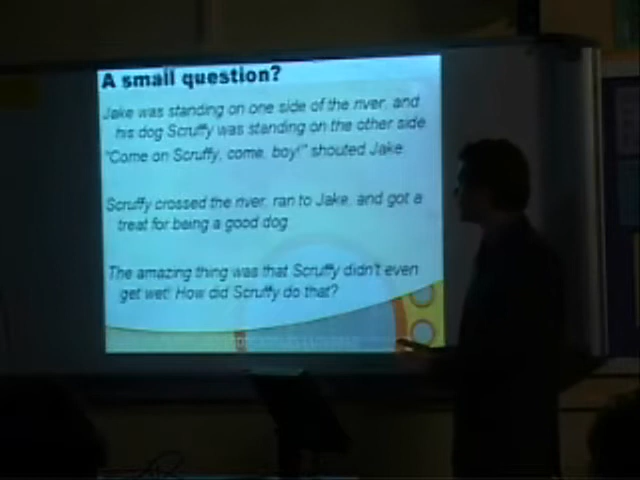 A small question?
Jake was standing on one side of the river, and
his dog Scruffy was standing on the other side
"Come on Scruffy, come, boy!" shouted Jake
Scruffy crossed the river, ran to Jake, and got a
treat for being a good dog
The amazing thing was that Scruffy didn't even
get wet! How did Scruffy do that?